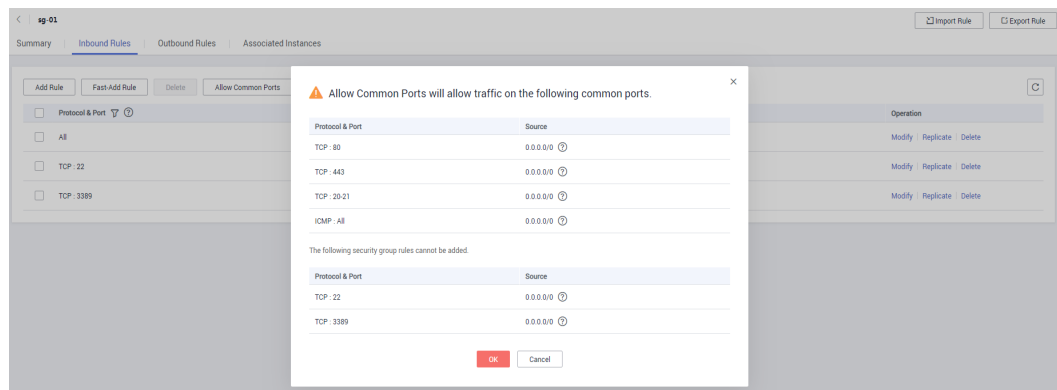 sg-01
Import Rule
Export Rule
Summary Inbound Rules Outbound Rules Associated Instances
Add Rule Fast-Add Rule Delete Allow Common Ports
Protocol & Port
Operation
All
Modify Replicate Delete
TCP : 22
Modify Replicate Delete
TCP : 3389
Modify Replicate Delete
Allow Common Ports will allow traffic on the following common ports.
Protocol & Port Source
TCP : 80 0.0.0.0/0
TCP : 443 0.0.0.0/0
TCP : 20-21 0.0.0.0/0
ICMP : All 0.0.0.0/0
The following security group rules cannot be added.
Protocol & Port Source
TCP : 22 0.0.0.0/0
TCP : 3389 0.0.0.0/0
OK Cancel